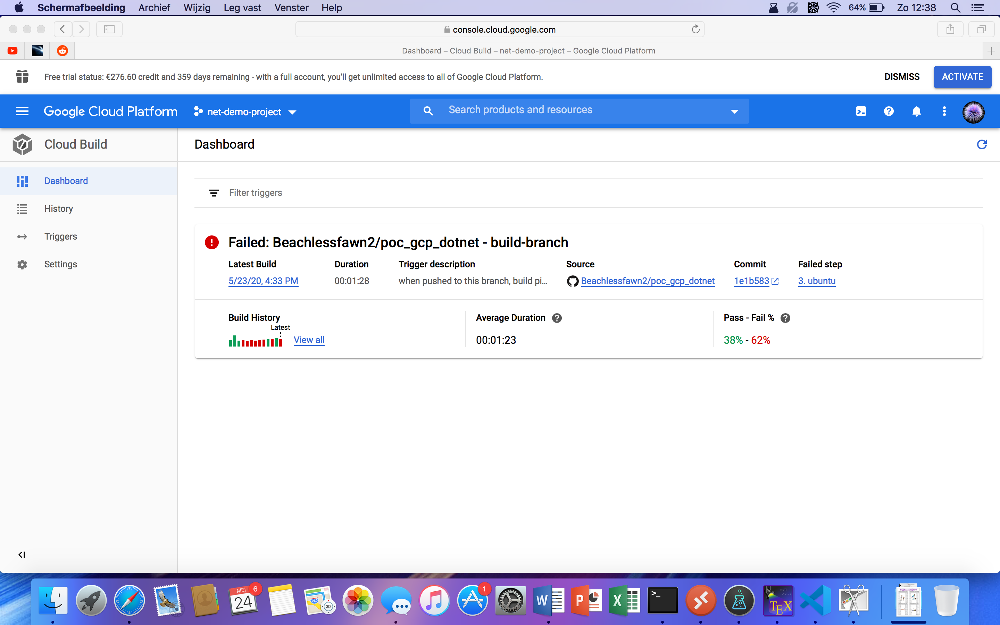 Schermafbeelding Archief Wijzig Leg vast Venster Help 64% Zo 12:38
console.cloud.google.com
Dashboard – Cloud Build – net-demo-project – Google Cloud Platform
Free trial status: €276.60 credit and 359 days remaining - with a full account, you'll get unlimited access to all of Google Cloud Platform. DISMISS ACTIVATE
Google Cloud Platform net-demo-project Search products and resources
Cloud Build Dashboard
Dashboard
Filter triggers
History
Triggers
Settings
Failed: Beachlessfawn2/poc_gcp_dotnet - build-branch
Latest Build Duration Trigger description Source Commit Failed step
5/23/20, 4:33 PM 00:01:28 when pushed to this branch, build pi... Beachlessfawn2/poc_gcp_dotnet 1e1b583 3. ubuntu
Build History Average Duration Pass - Fail %
Latest
View all 00:01:23 38% - 62%
MEI 6
24
280
3D
1
W
P
X
>_
TEX
WE CHALLENGE YOU!